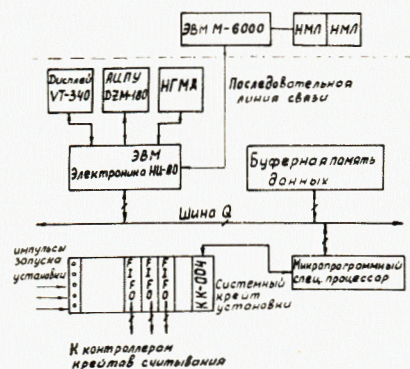 ЭВМ М-6000
НМЛ
НМЛ
Дисплей
VT-340
АЦПУ
DZM-180
НГМД
Последовательная
линия связи
ЭВМ
Электроника НЦ-80
Буферная память
данных
Шина Q
импульсы
запуска
установки
FIFO
FIFO
FIFO
КК-004
Системный
крейт
установки
Микропрограммный
спец. процессор
К контроллерам
крейтов считывания